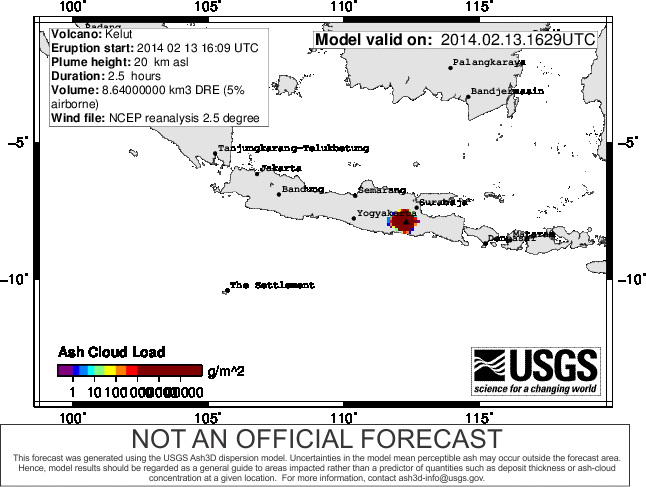 100° 105° 110° 115°
Padang
Volcano: Kelut
Eruption start: 2014 02 13 16:09 UTC
Plume height: 20 km asl
Duration: 2.5 hours
Volume: 8.64000000 km3 DRE (5%
airborne)
Wind file: NCEP reanalysis 2.5 degree
Model valid on: 2014.02.13.1629UTC
Palangkaraya
Bandjermasin
−5° −5°
Tanjungkarang−Telukbetung
Jakarta
Bandung
Semarang
Surabaja
Yogyakarta
Denpasar
Mataram
−10° −10°
The Settlement
Ash Cloud Load
g/m^2
1 10 100
USGS
science for a changing world
100° 105° 110° 115°
NOT AN OFFICIAL FORECAST
This forecast was generated using the USGS Ash3D dispersion model. Uncertainties in the model mean perceptible ash may occur outside the forecast area.
Hence, model results should be regarded as a general guide to areas impacted rather than a predictor of quantities such as deposit thickness or ash-cloud
concentration at a given location. For more information, contact ash3d-info@usgs.gov.